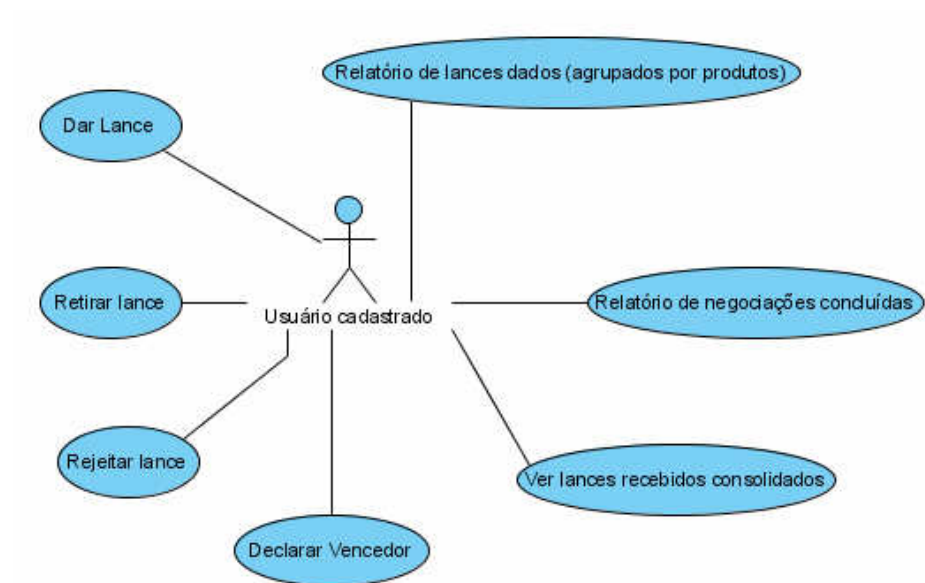 Relatório de lances dados (agrupados por produtos)
Dar Lance
Retirar lance
Usuário cadastrado
Relatório de negociações concluídas
Rejeitar lance
Ver lances recebidos consolidados
Declarar Vencedor